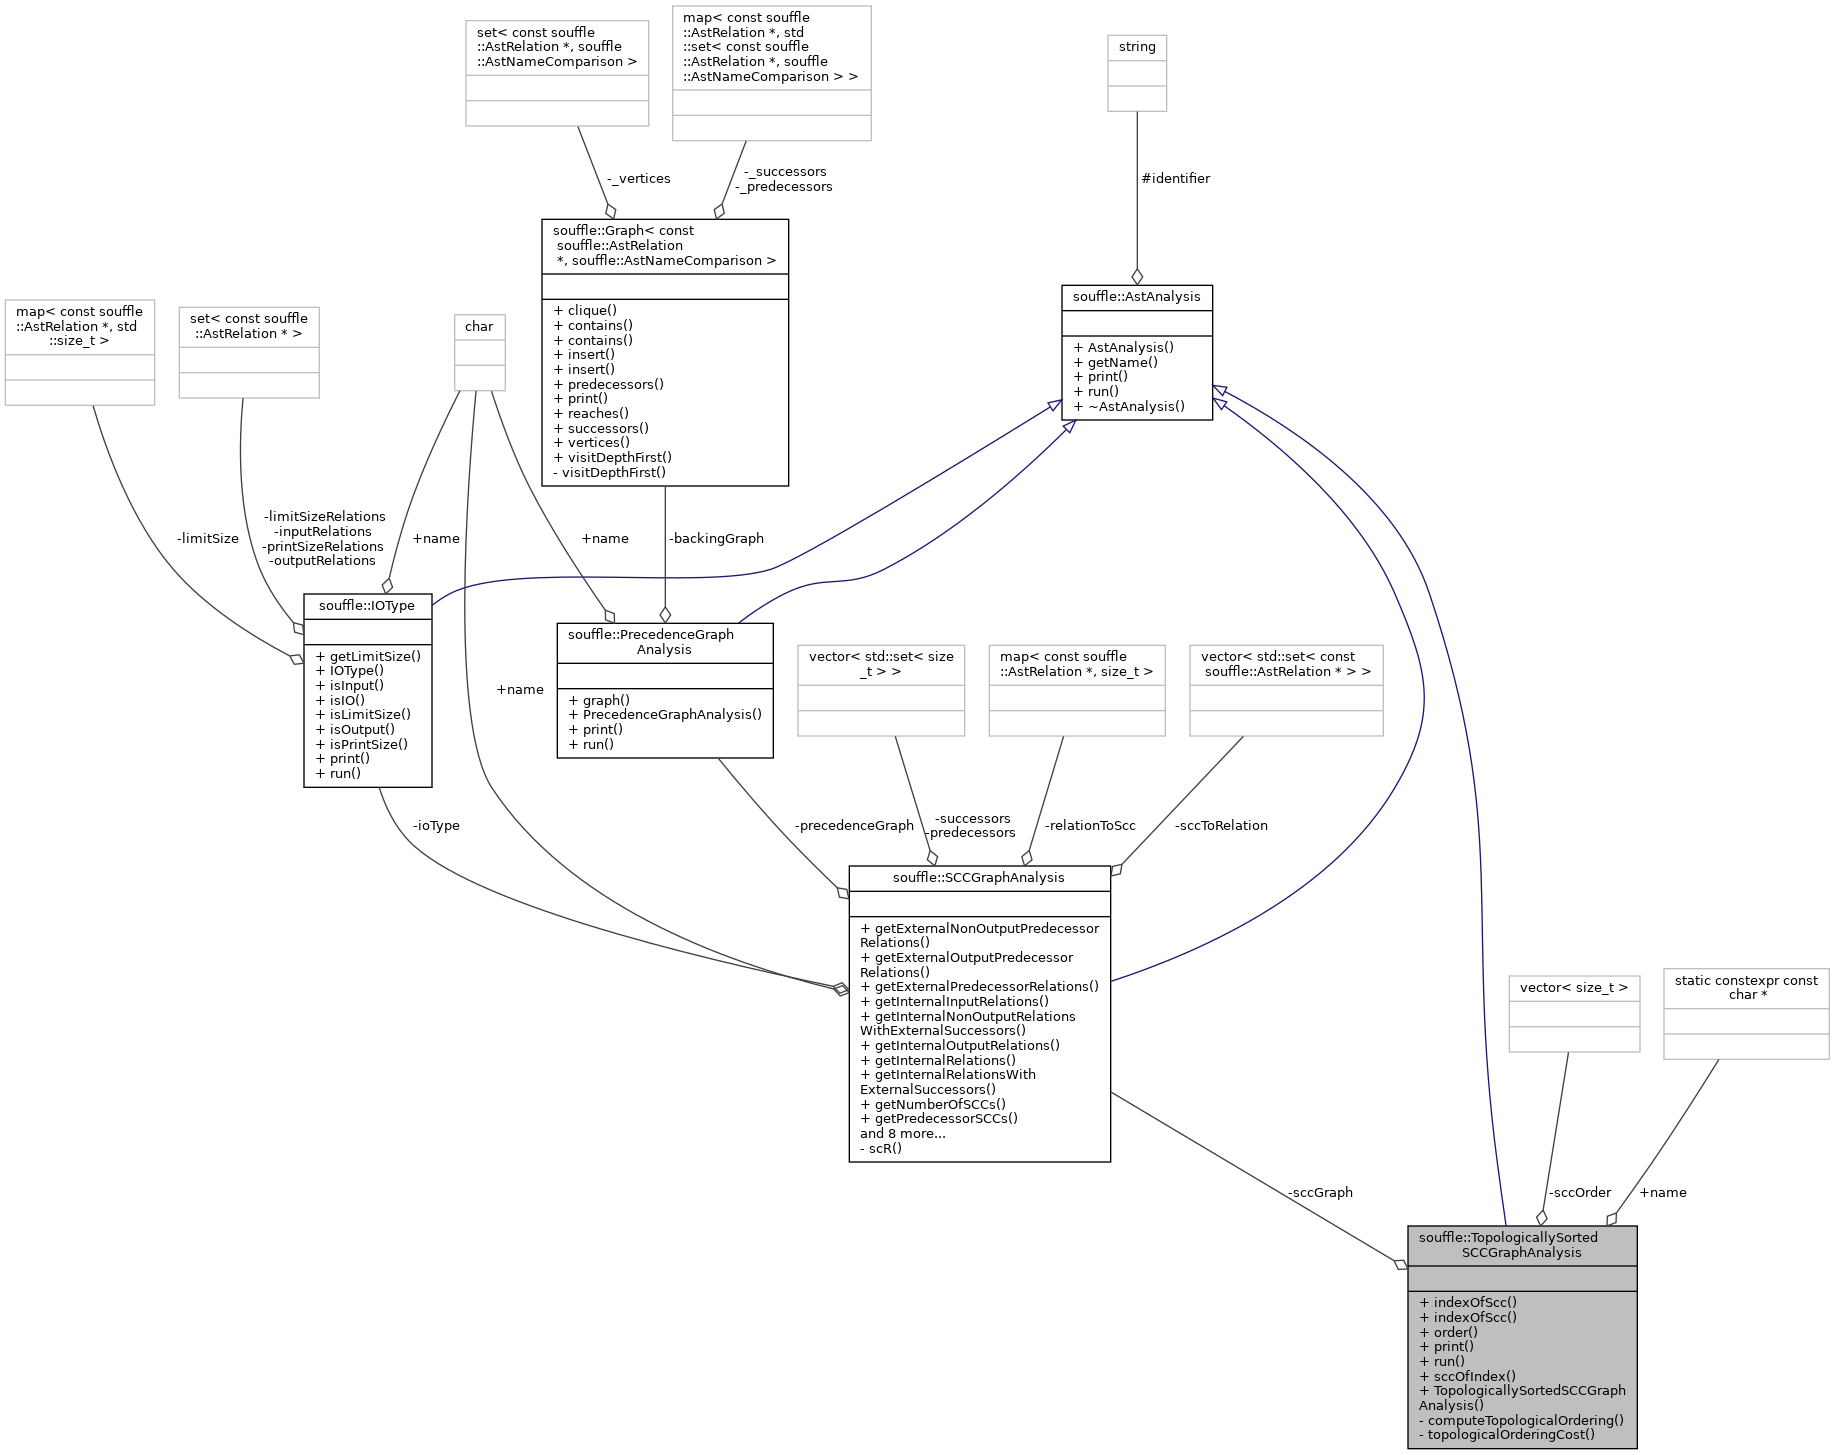 set< const souffle
::AstRelation *, souffle
::AstNameComparison >
map< const souffle
::AstRelation *, std
::set< const souffle
::AstRelation *, souffle
::AstNameComparison > >
string
-_vertices
-_successors
-_predecessors
#identifier
souffle::Graph< const
souffle::AstRelation
*, souffle::AstNameComparison >
+ clique()
+ contains()
+ contains()
+ insert()
+ insert()
+ predecessors()
+ print()
+ reaches()
+ successors()
+ vertices()
+ visitDepthFirst()
- visitDepthFirst()
souffle::AstAnalysis
+ AstAnalysis()
+ getName()
+ print()
+ run()
+ ~AstAnalysis()
map< const souffle
::AstRelation *, std
::size_t >
set< const souffle
::AstRelation * >
char
-limitSize
-limitSizeRelations
-inputRelations
-printSizeRelations
-outputRelations
+name
+name
-backingGraph
souffle::IOType
+ getLimitSize()
+ IOType()
+ isInput()
+ isIO()
+ isLimitSize()
+ isOutput()
+ isPrintSize()
+ print()
+ run()
+name
souffle::PrecedenceGraph
Analysis
+ graph()
+ PrecedenceGraphAnalysis()
+ print()
+ run()
vector< std::set< size
_t > >
map< const souffle
::AstRelation *, size_t >
vector< std::set< const
souffle::AstRelation * > >
-ioType
-precedenceGraph
-successors
-predecessors
-relationToScc
-sccToRelation
souffle::SCCGraphAnalysis
+ getExternalNonOutputPredecessor
Relations()
+ getExternalOutputPredecessor
Relations()
+ getExternalPredecessorRelations()
+ getInternalInputRelations()
+ getInternalNonOutputRelations
WithExternalSuccessors()
+ getInternalOutputRelations()
+ getInternalRelations()
+ getInternalRelationsWith
ExternalSuccessors()
+ getNumberOfSCCs()
+ getPredecessorSCCs()
and 8 more...
- scR()
vector< size_t >
static constexpr const
char *
-sccGraph
-sccOrder
+name
souffle::TopologicallySorted
SCCGraphAnalysis
+ indexOfScc()
+ indexOfScc()
+ order()
+ print()
+ run()
+ sccOfIndex()
+ TopologicallySortedSCCGraph
Analysis()
- computeTopologicalOrdering()
- topologicalOrderingCost()